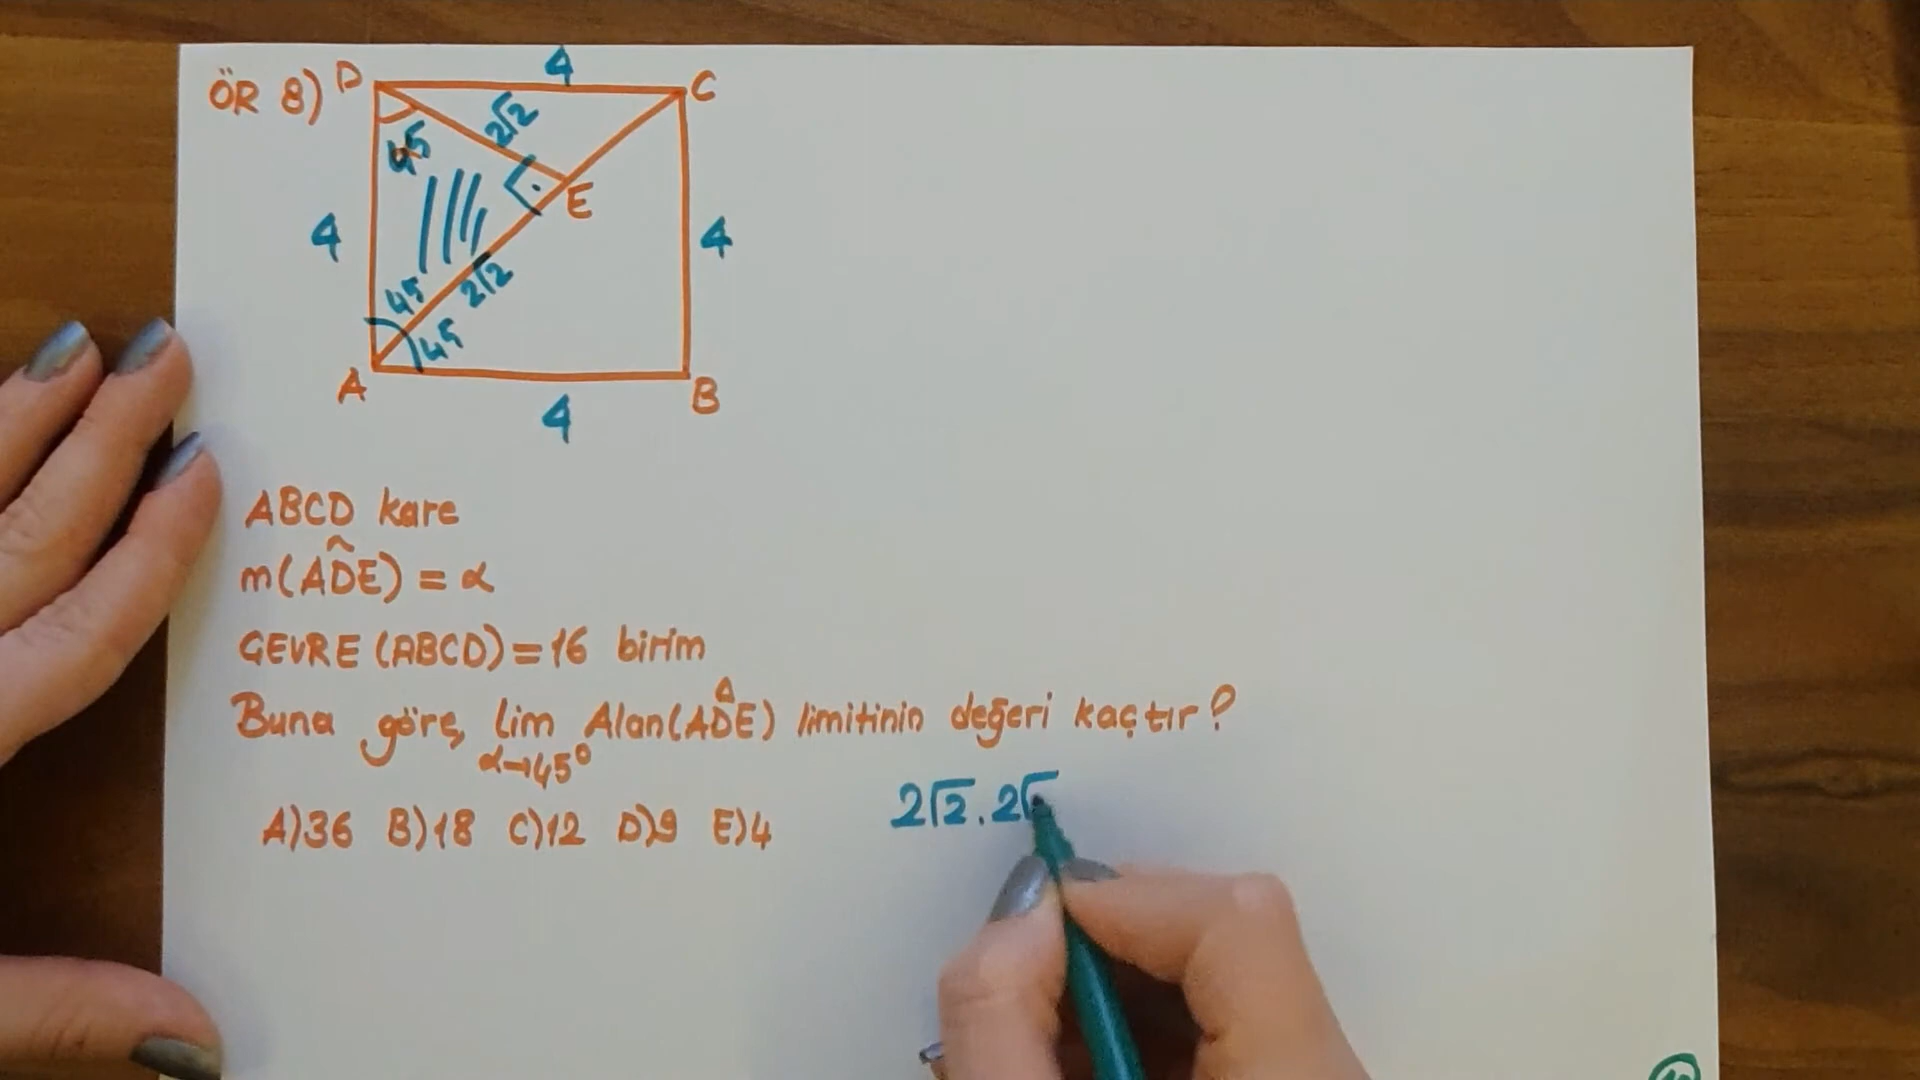 ÖR 8)
D
4
C
45
2√2
E
4
4
45
2√2
45
A
B
4
ABCD kare
m(ADE) = α
ÇEVRE (ABCD) = 16 birim
Buna göre, lim Alan(ADE) limitinin değeri kaçtır?
α→45°
A)36 B)18 C)12 D)9 E)4
2√2 . 2√